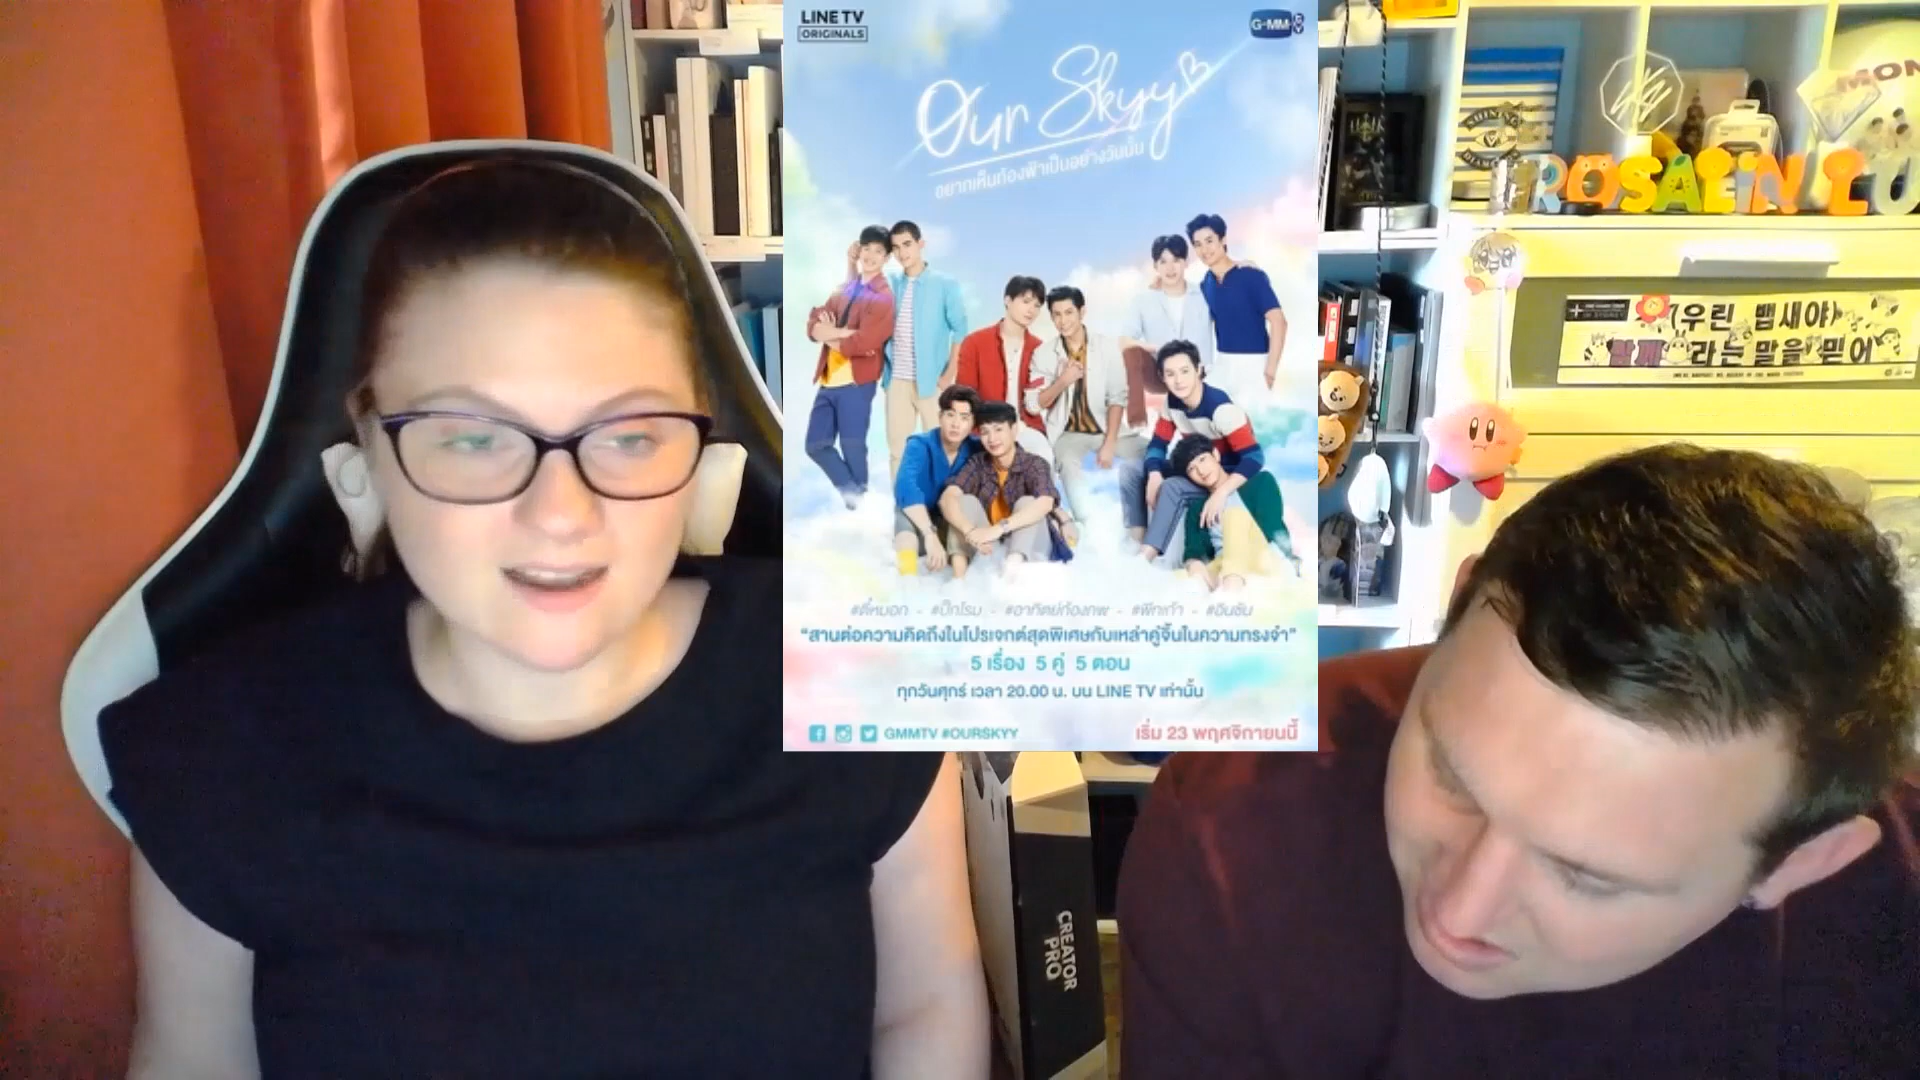 LINE TV
ORIGINALS
G-MM
Our Skyy
อยากเห็นท้องฟ้าเป็นอย่างวันนั้น
#ตี๋หมอก - #ปิ๊กโรม - #อาทิตย์ท้องภพ - #พีทเก้า - #อินซัน
“สานต่อความคิดถึงในโปรเจกต์สุดพิเศษกับเหล่าคู่จิ้นในความทรงจำ”
5 เรื่อง 5 คู่ 5 ตอน
ทุกวันศุกร์ เวลา 20.00 น. บน LINE TV เท่านั้น
GMMTV #OURSKYY
เริ่ม 23 พฤศจิกายนนี้
MON
ROSALIN LU
우린 뱁새야
라는 말을 믿어
CREATOR
PRO